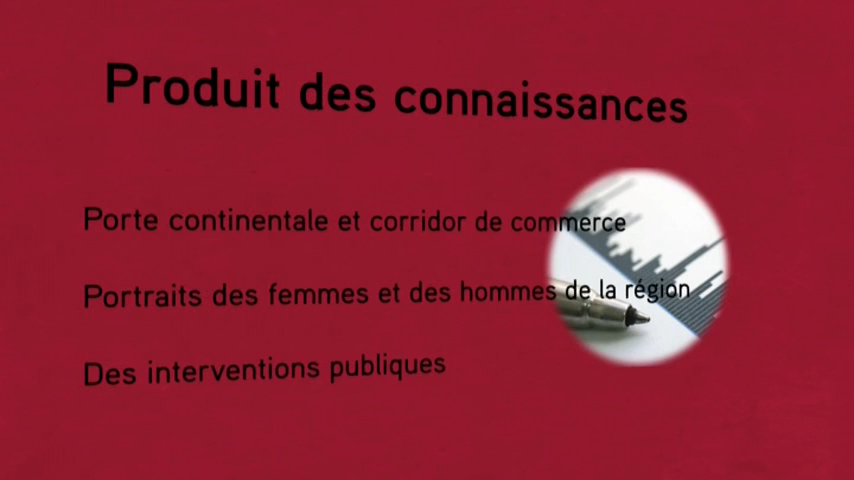 Produit des connaissances
Porte continentale et corridor de commerce
Portraits des femmes et des hommes de la région
Des interventions publiques